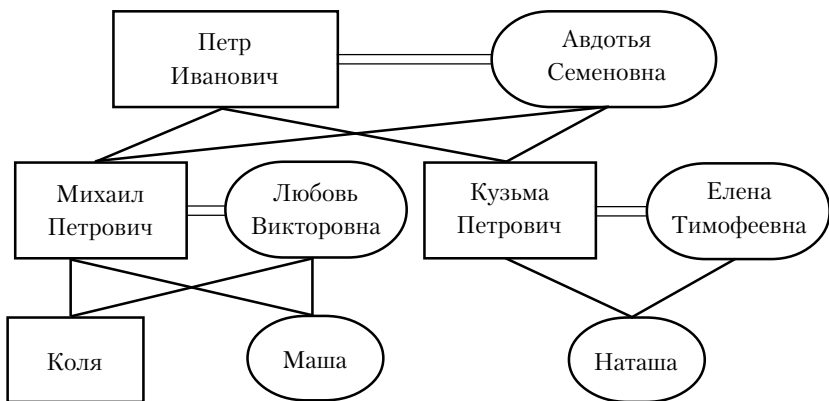 Петр
Иванович
Авдотья
Семеновна
Михаил
Петрович
Любовь
Викторовна
Кузьма
Петрович
Елена
Тимофеевна
Коля
Маша
Наташа